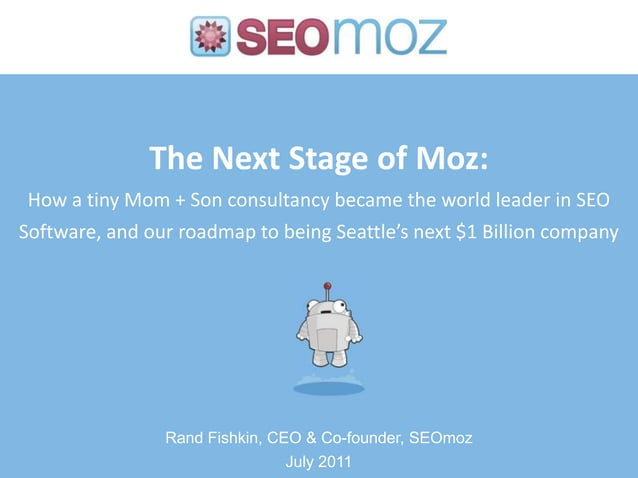 SEOmoz
The Next Stage of Moz:
How a tiny Mom + Son consultancy became the world leader in SEO
Software, and our roadmap to being Seattle’s next $1 Billion company
Rand Fishkin, CEO & Co-founder, SEOmoz
July 2011